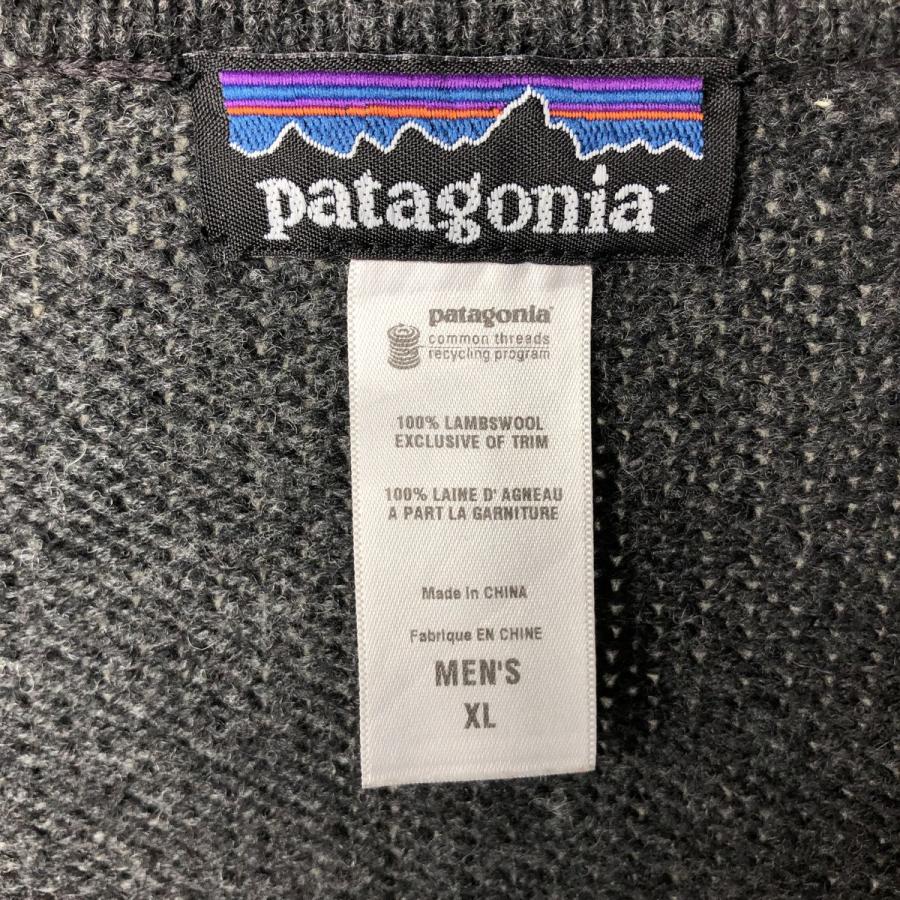 patagonia
patagonia
common threads
recycling program
100% LAMBSWOOL
EXCLUSIVE OF TRIM
100% LAINE D'AGNEAU
A PART LA GARNITURE
Made in CHINA
Fabrique EN CHINE
MEN'S
XL